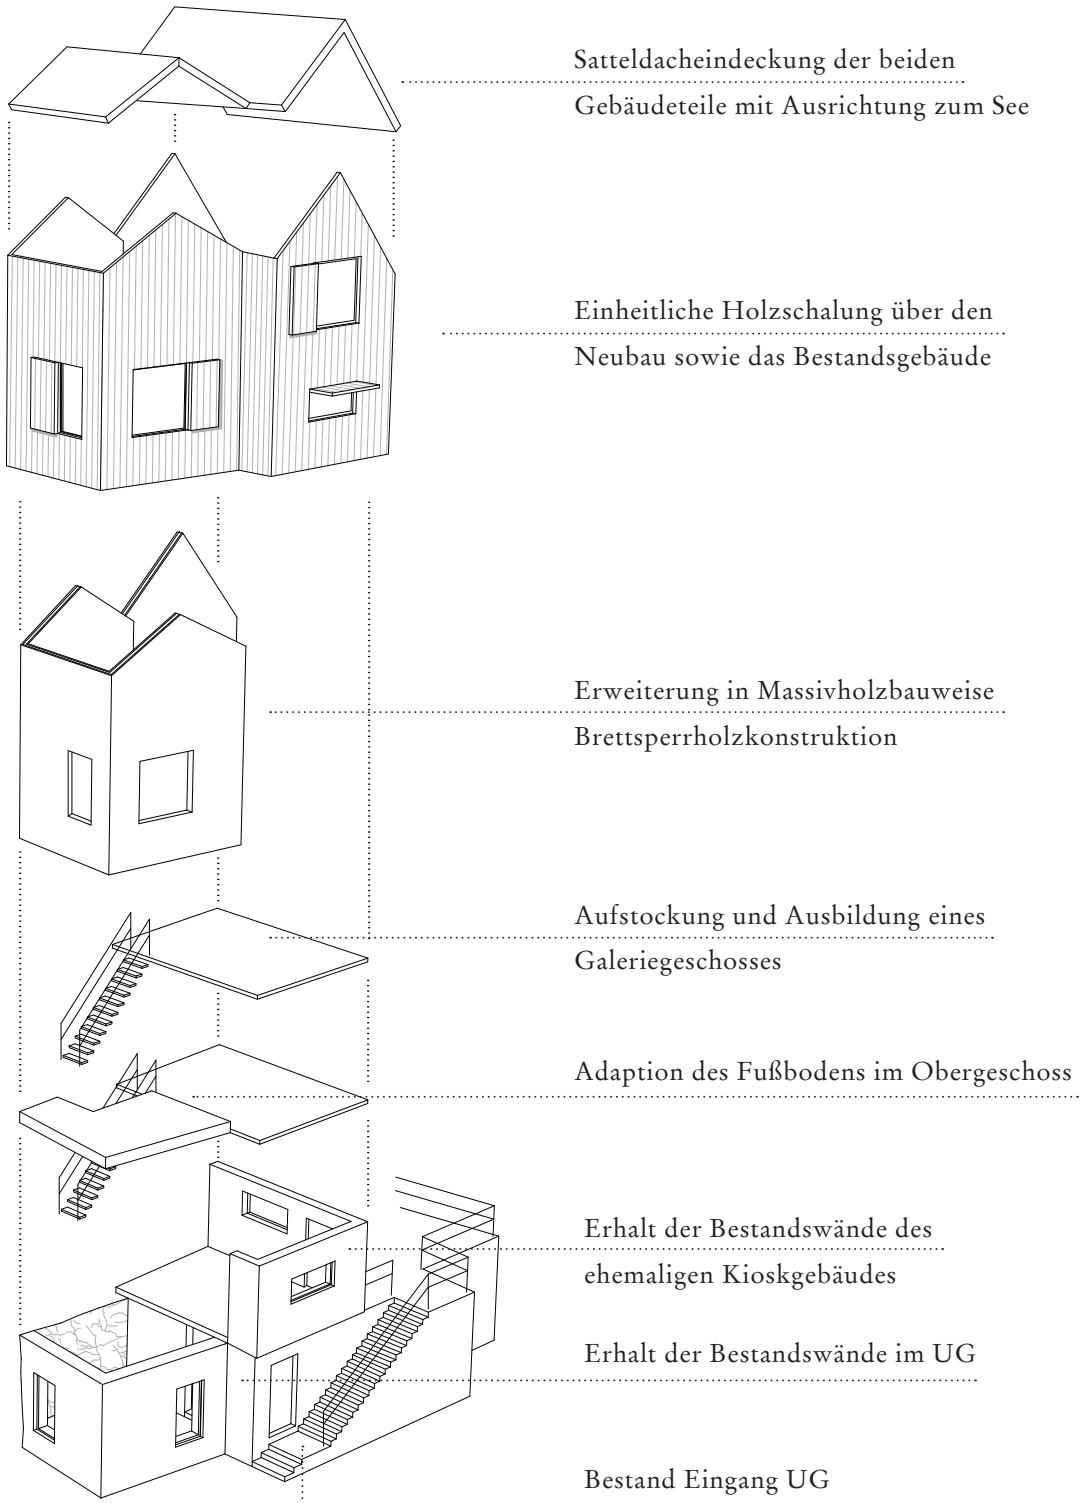 Satteldacheindeckung der beiden
Gebäudeteile mit Ausrichtung zum See
Einheitliche Holzschalung über den
Neubau sowie das Bestandsgebäude
Erweiterung in Massivholzbauweise
Brettsperrholzkonstruktion
Aufstockung und Ausbildung eines
Galeriegeschosses
Adaption des Fußbodens im Obergeschoss
Erhalt der Bestandswände des
ehemaligen Kioskgebäudes
Erhalt der Bestandswände im UG
Bestand Eingang UG